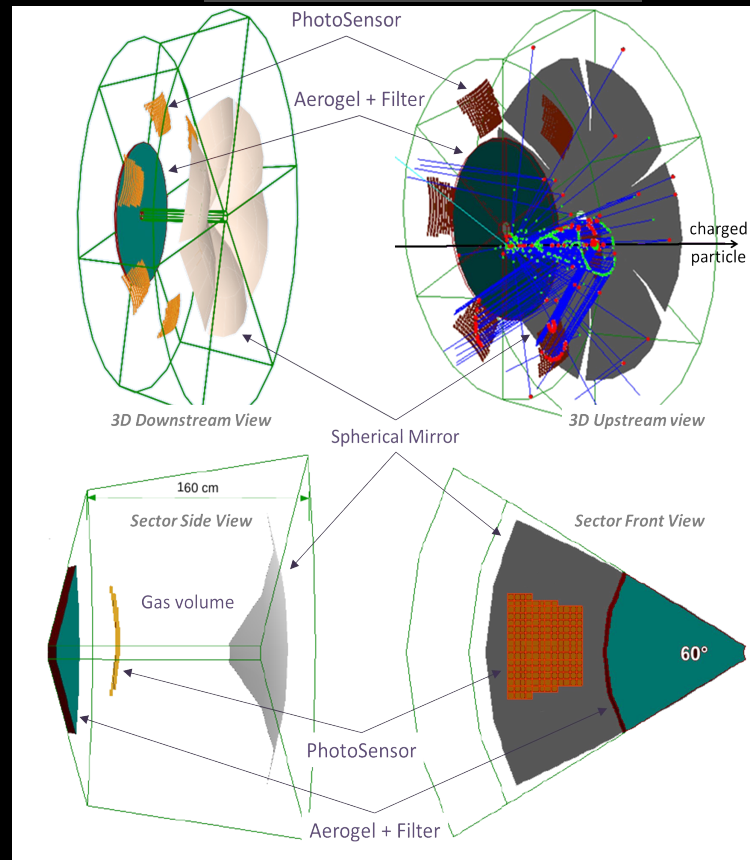 PhotoSensor
Aerogel + Filter
charged
particle
3D Downstream View
3D Upstream view
Spherical Mirror
160 cm
Sector Side View
Sector Front View
Gas volume
60°
PhotoSensor
Aerogel + Filter